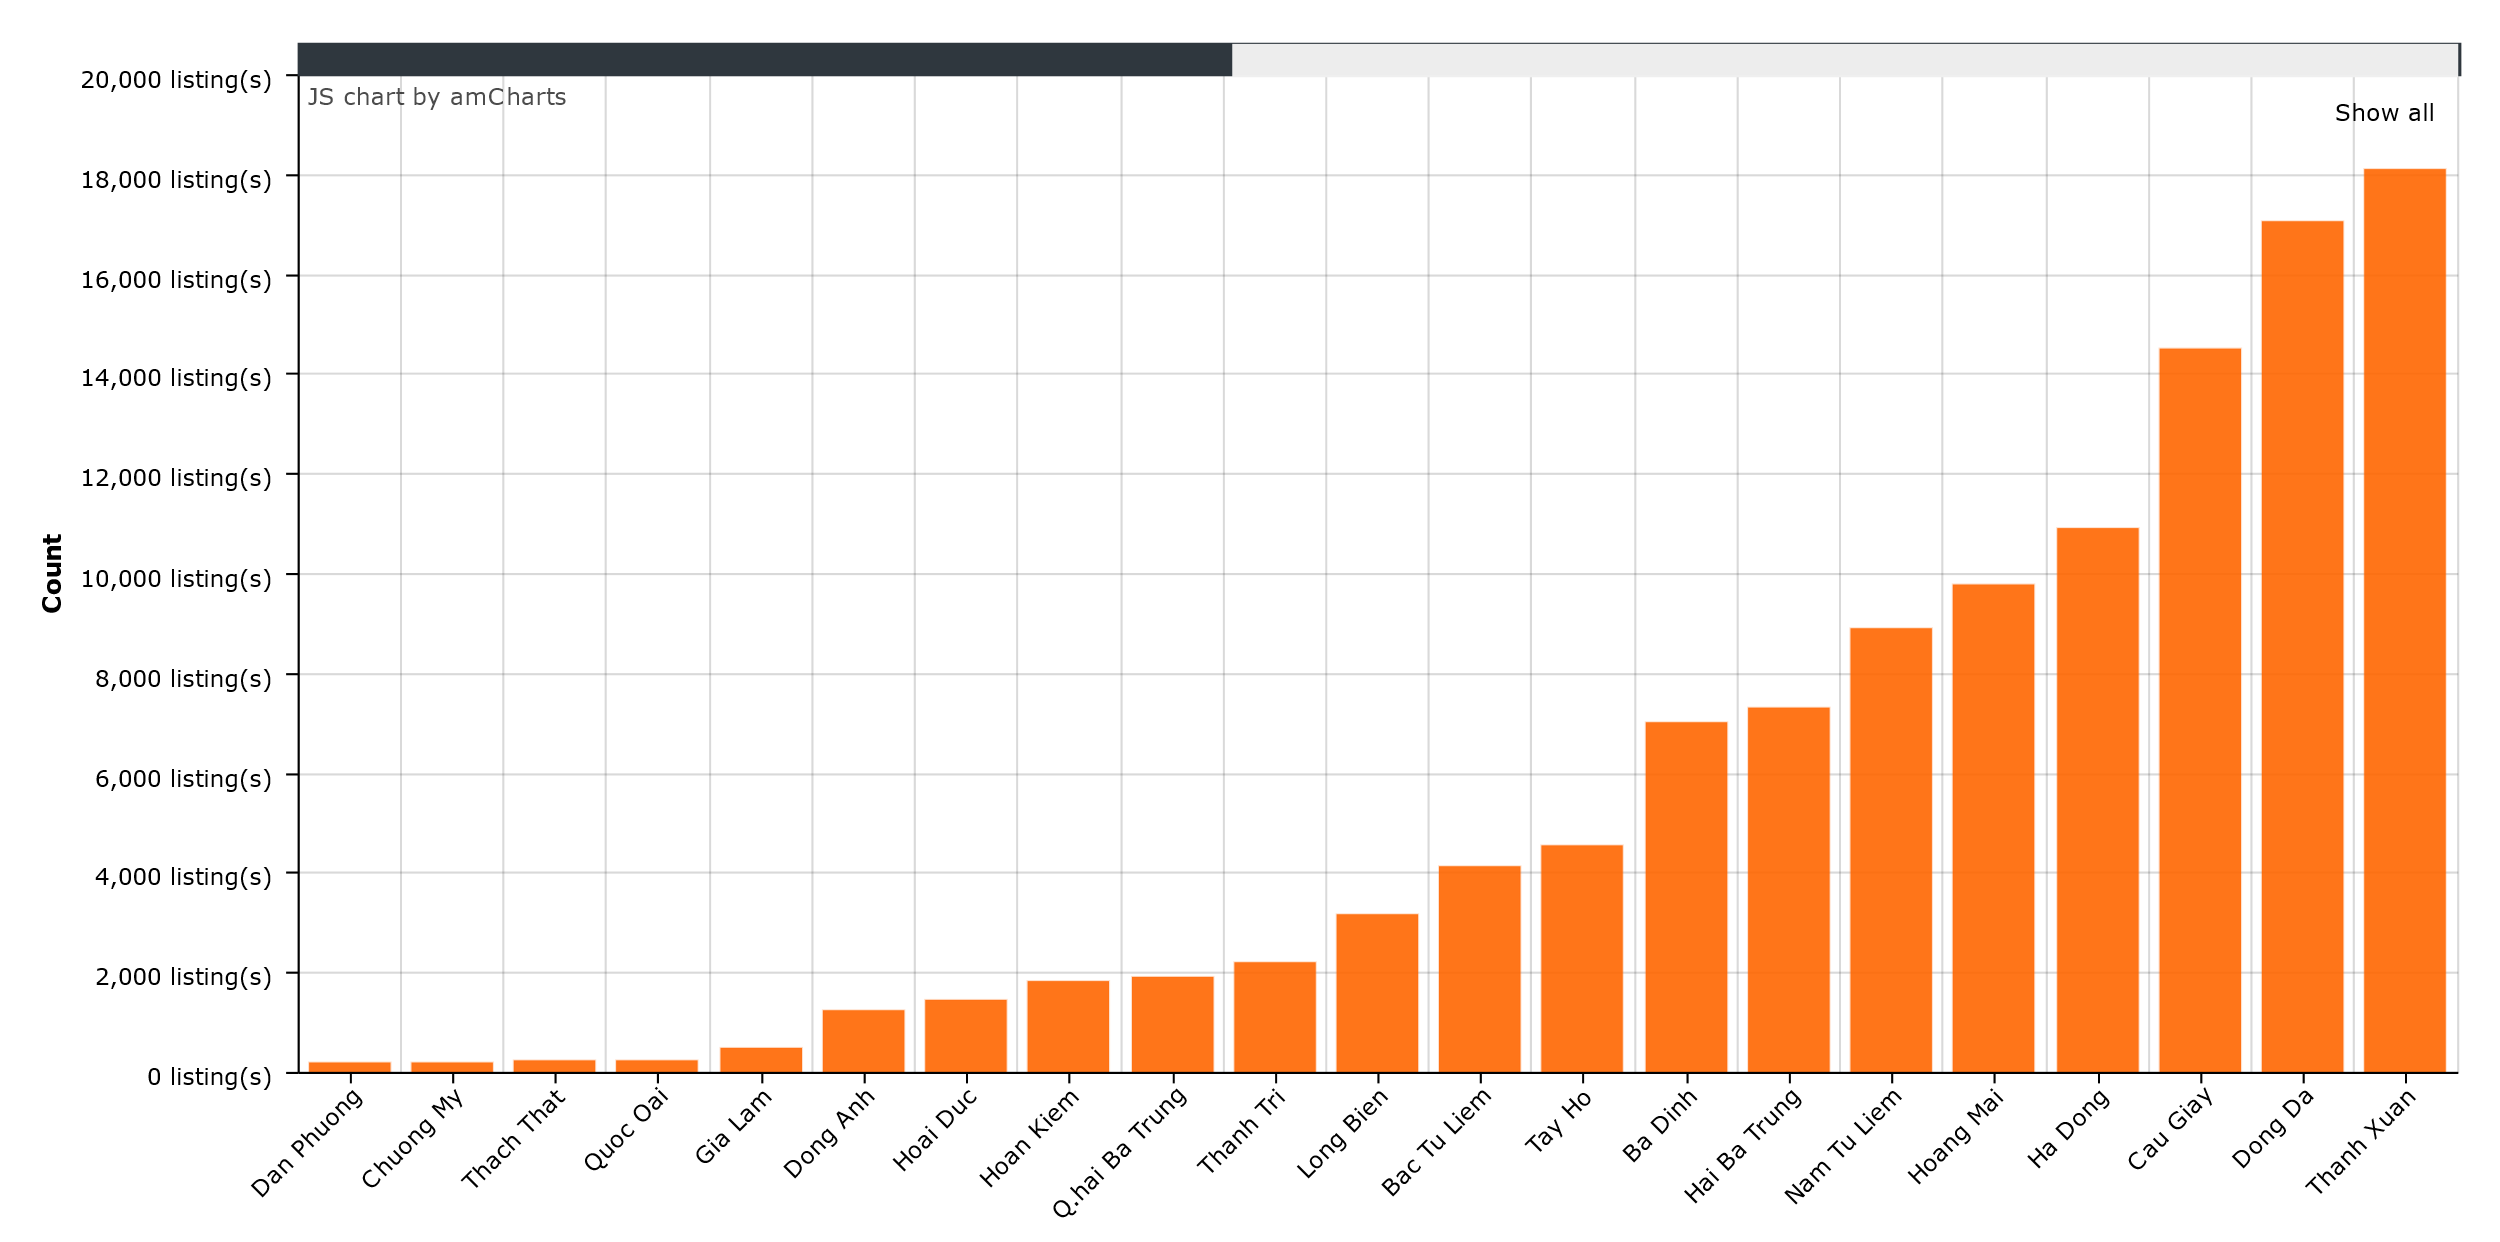 20,000 listing(s)
JS chart by amCharts
Show all
18,000 listing(s)
16,000 listing(s)
14,000 listing(s)
12,000 listing(s)
Count
10,000 listing(s)
8,000 listing(s)
6,000 listing(s)
4,000 listing(s)
2,000 listing(s)
0 listing(s)
Dan Phuong
Chuong My
Thach That
Quoc Oai
Gia Lam
Dong Anh
Hoai Duc
Hoan Kiem
Q.hai Ba Trung
Thanh Tri
Long Bien
Bac Tu Liem
Tay Ho
Ba Dinh
Hai Ba Trung
Nam Tu Liem
Hoang Mai
Ha Dong
Cau Giay
Dong Da
Thanh Xuan